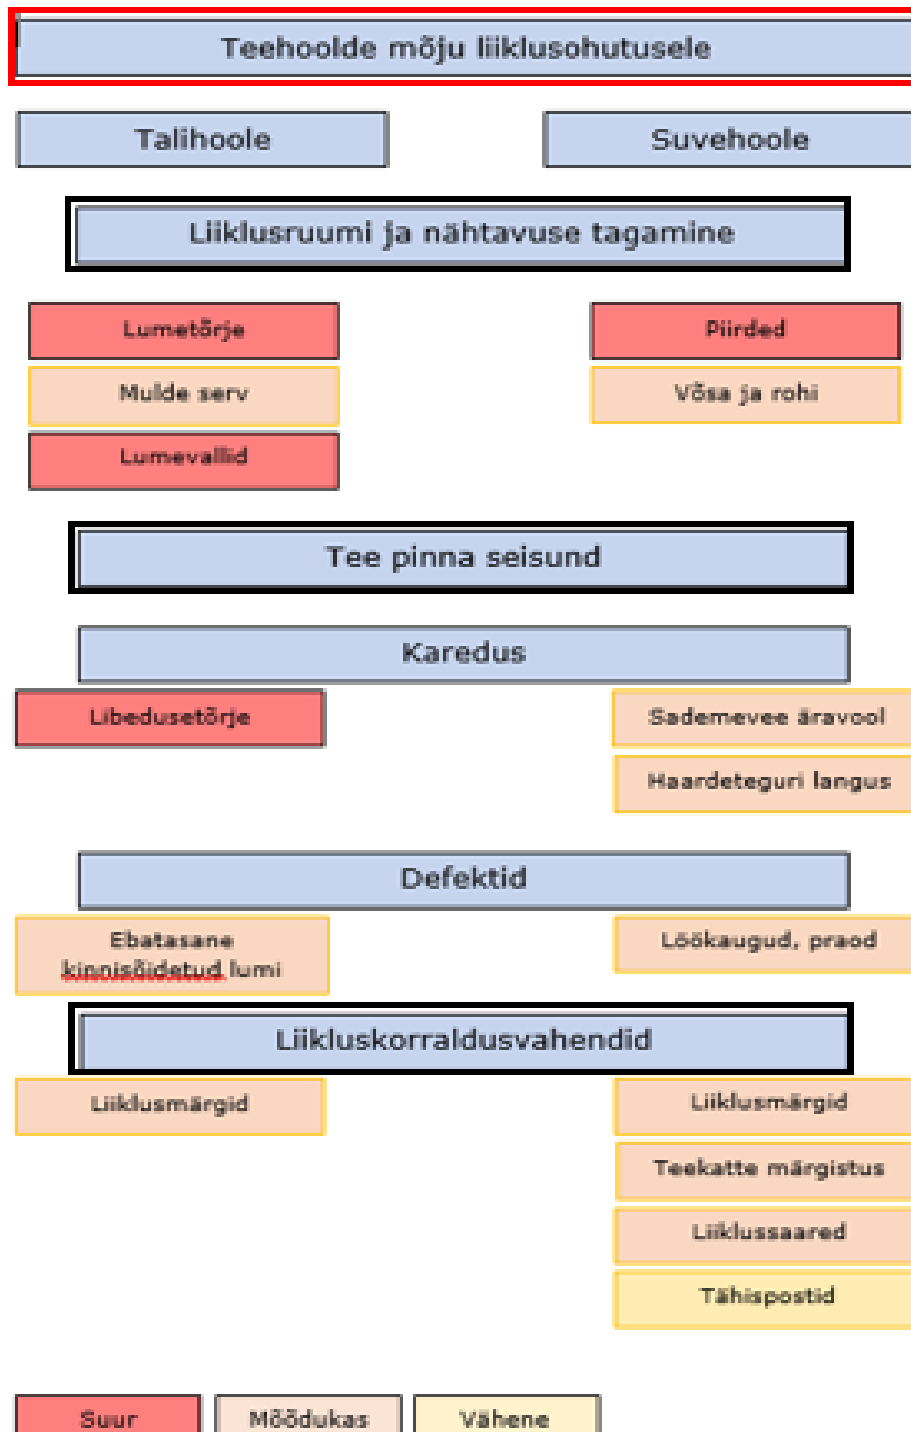 Teehoolde mõju liiklusohutusele
Talihoole
Suvehoole
Liiklusruumi ja nähtavuse tagamine
Lumetõrje
Piirded
Mulde serv
Võsa ja rohi
Lumevallid
Tee pinna seisund
Karedus
Libedusetõrje
Sademevee äravool
Haardeteguri langus
Defektid
Ebatasane
kinnisõidetud lumi
Löökaugud, praod
Liikluskorraldusvahendid
Liiklusmärgid
Liiklusmärgid
Teekatte märgistus
Liiklussaared
Tähispostid
Suur
Mõõdukas
Vähene